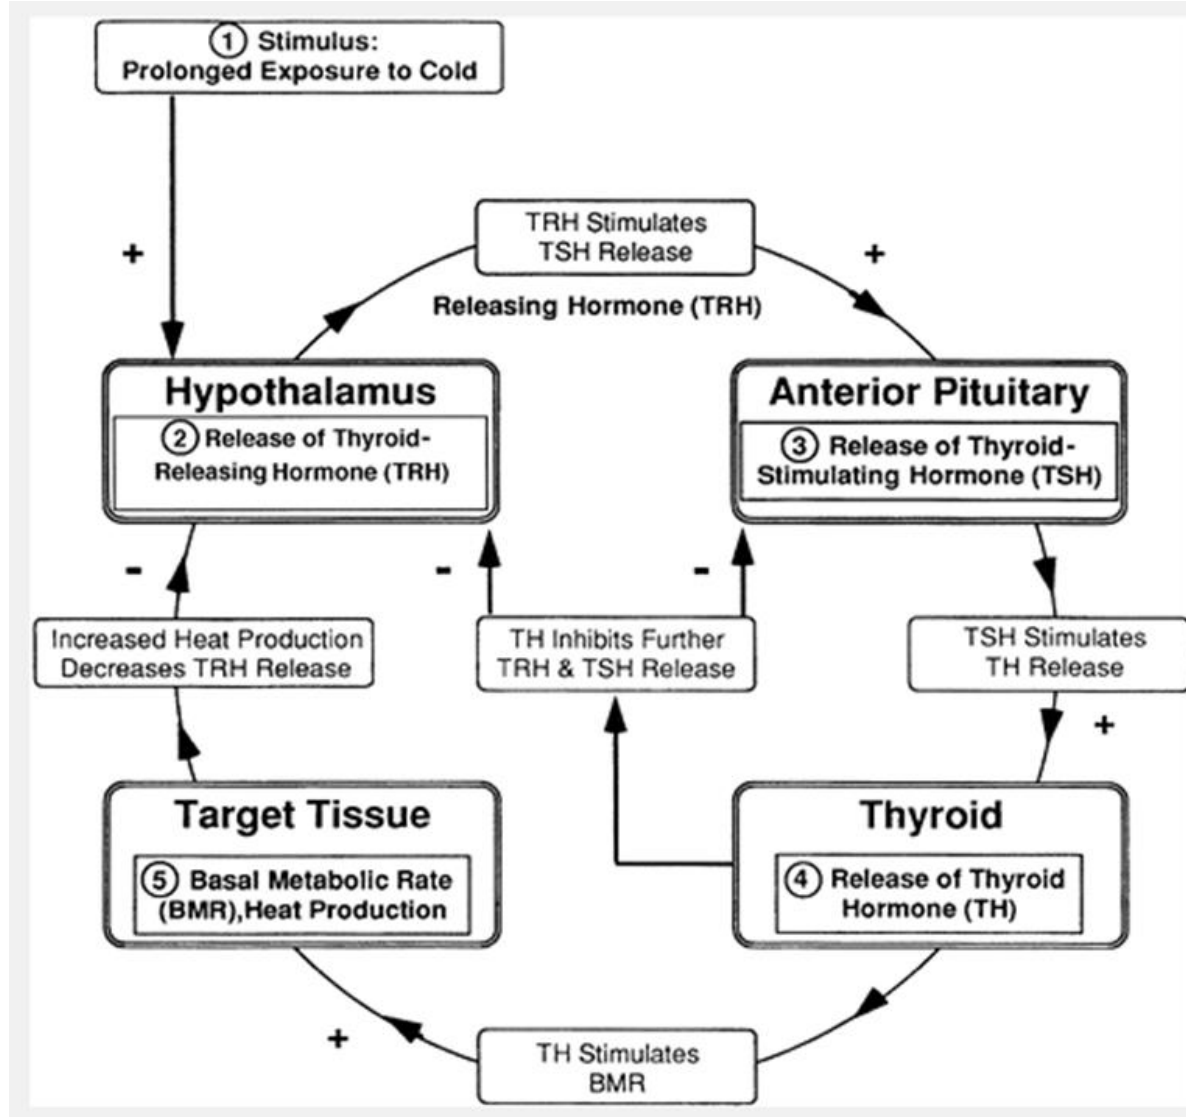 ① Stimulus:
Prolonged Exposure to Cold
+
TRH Stimulates
TSH Release
+
Releasing Hormone (TRH)
Hypothalamus
② Release of Thyroid-
Releasing Hormone (TRH)
Anterior Pituitary
③ Release of Thyroid-
Stimulating Hormone (TSH)
-
-
-
Increased Heat Production
Decreases TRH Release
TH Inhibits Further
TRH & TSH Release
TSH Stimulates
TH Release
+
Target Tissue
⑤ Basal Metabolic Rate
(BMR),Heat Production
Thyroid
④ Release of Thyroid
Hormone (TH)
+
TH Stimulates
BMR